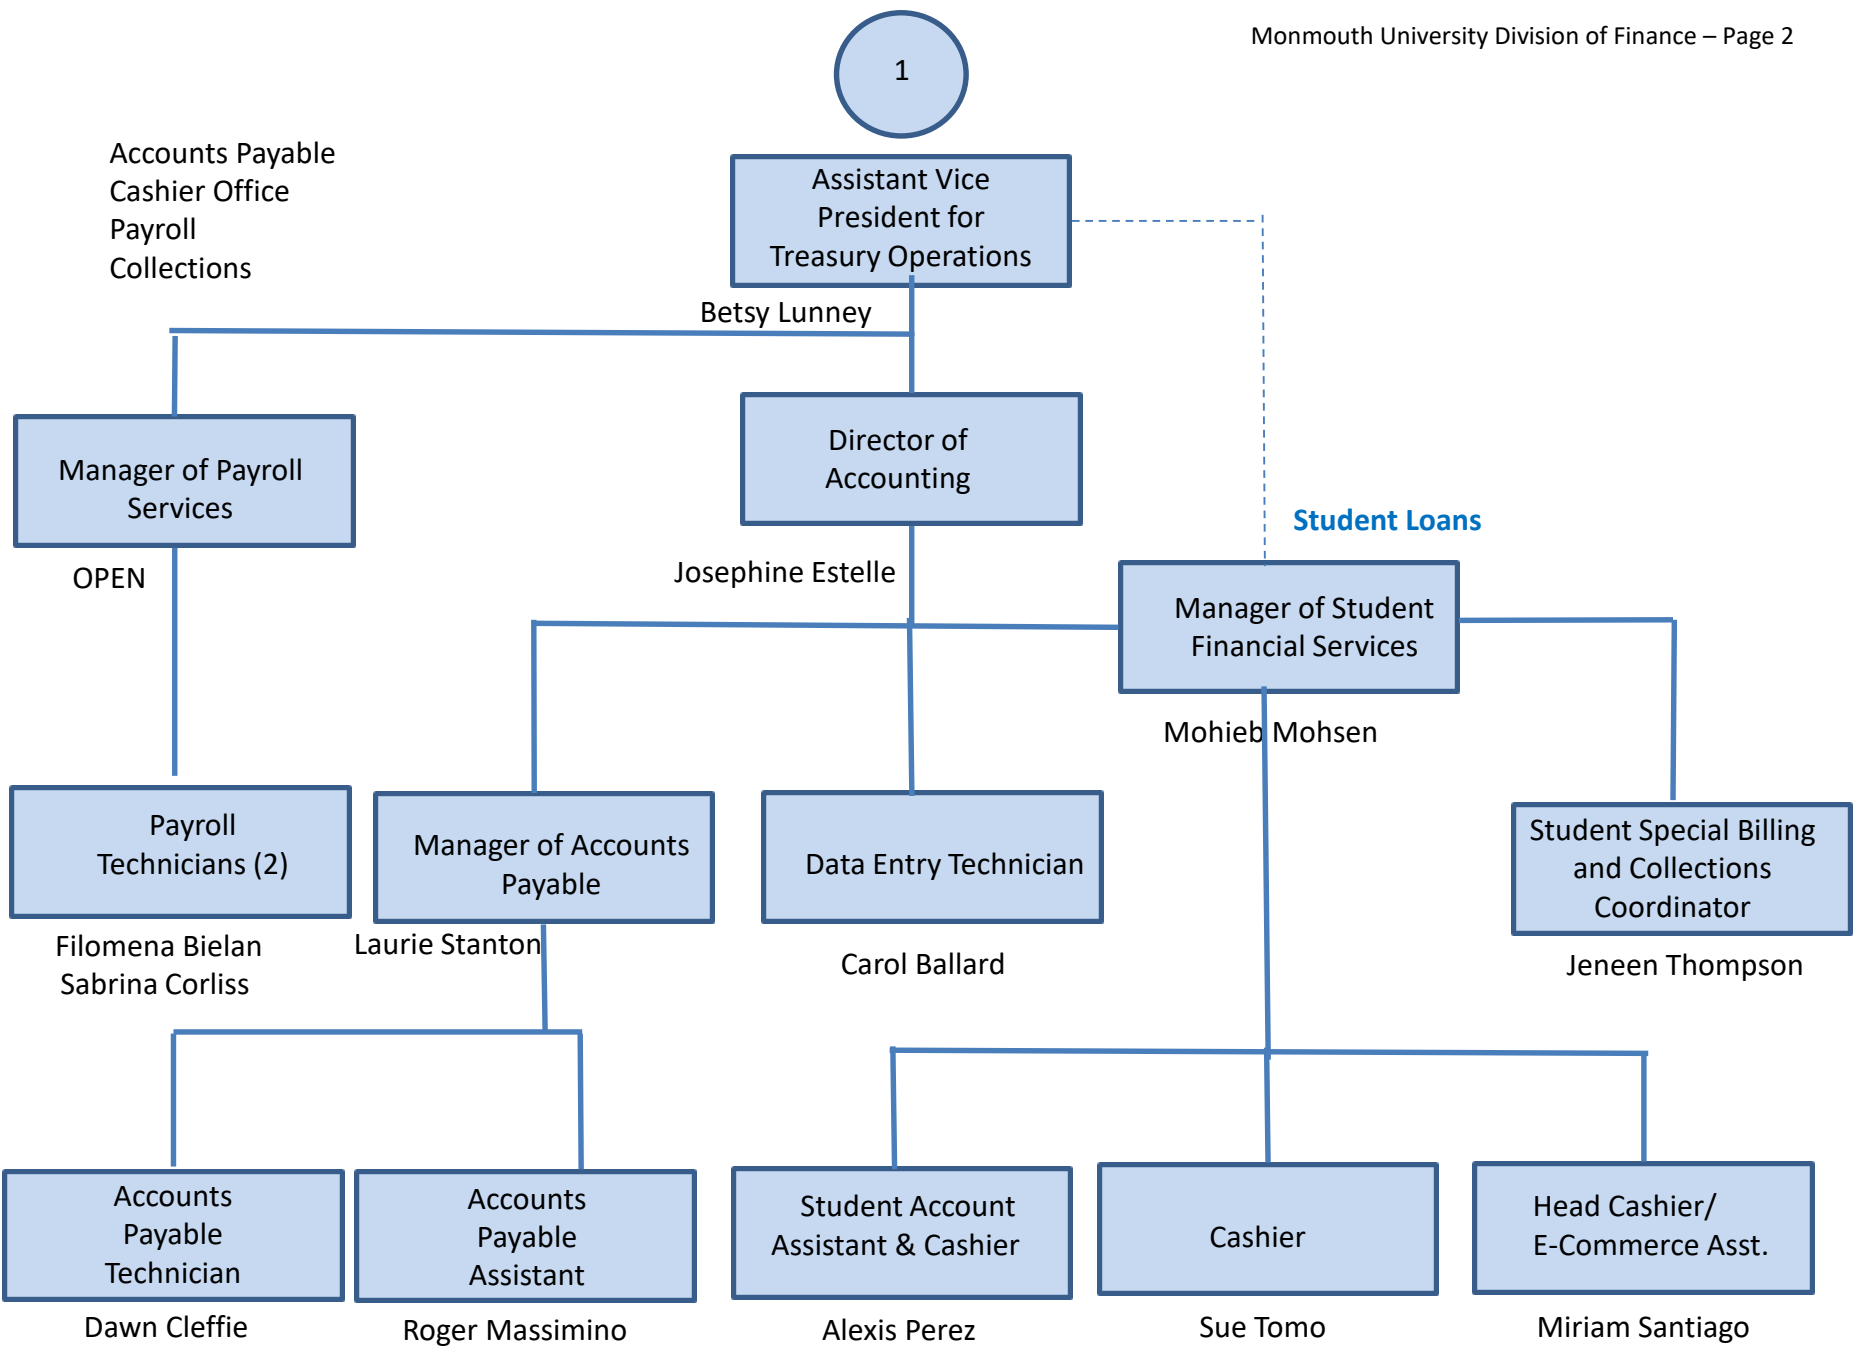 Monmouth University Division of Finance – Page 2
1
Accounts Payable
Cashier Office
Payroll
Collections
Assistant Vice
President for
Treasury Operations
Betsy Lunney
Manager of Payroll
Services
OPEN
Director of
Accounting
Josephine Estelle
Student Loans
Manager of Student
Financial Services
Mohieb Mohsen
Payroll
Technicians (2)
Filomena Bielan
Sabrina Corliss
Manager of Accounts
Payable
Laurie Stanton
Data Entry Technician
Carol Ballard
Student Special Billing
and Collections
Coordinator
Jeneen Thompson
Accounts
Payable
Technician
Dawn Cleffie
Accounts
Payable
Assistant
Roger Massimino
Student Account
Assistant & Cashier
Alexis Perez
Cashier
Sue Tomo
Head Cashier/
E-Commerce Asst.
Miriam Santiago